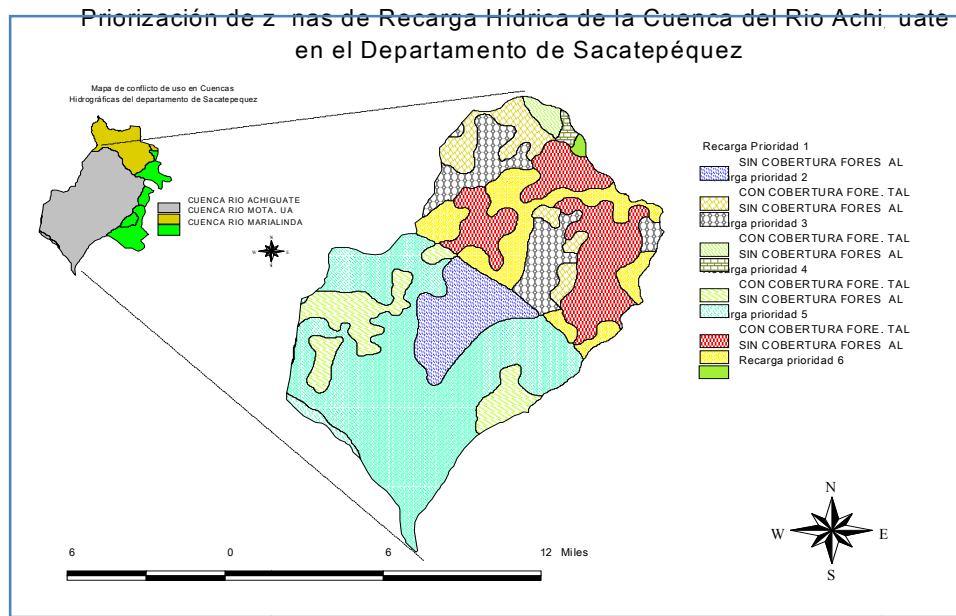 Priorización de z nas de Recarga Hídrica de la Cuenca del Rio Achi uate
en el Departamento de Sacatepéquez
Mapa de conflicto de uso en Cuencas
Hidrográficas del departamento de Sacatepequez
CUENCA RIO ACHIGUATE
CUENCA RIO MOTA. UA
CUENCA RIO MARIALINDA
Recarga Prioridad 1
SIN COBERTURA FORES AL
arga prioridad 2
CON COBERTURA FORE. TAL
SIN COBERTURA FORES AL
arga prioridad 3
CON COBERTURA FORE. TAL
SIN COBERTURA FORES AL
arga prioridad 4
CON COBERTURA FORE. TAL
SIN COBERTURA FORES AL
arga prioridad 5
CON COBERTURA FORE. TAL
SIN COBERTURA FORES AL
Recarga prioridad 6
N
W E
S
6 0 6 12 Miles